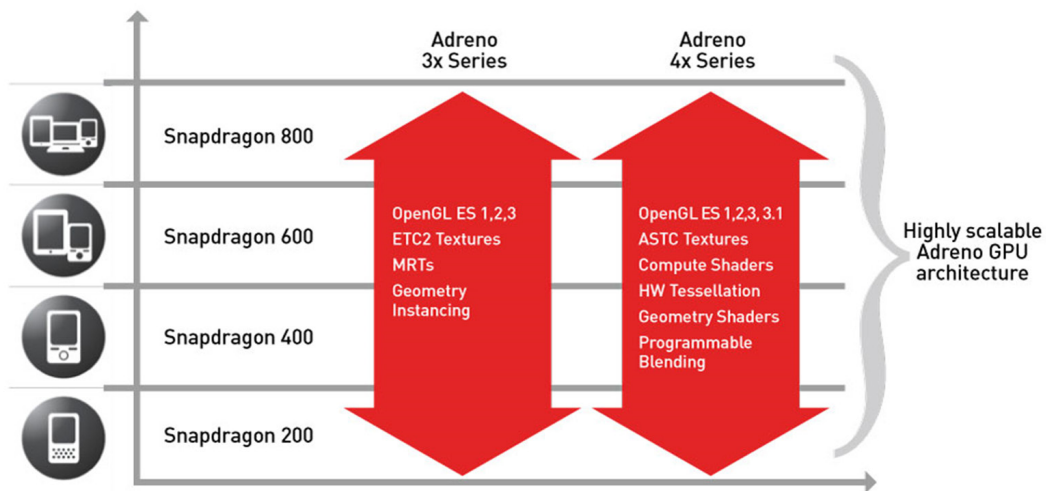 Adreno
3x Series
Adreno
4x Series
Snapdragon 800
Snapdragon 600
Snapdragon 400
Snapdragon 200
OpenGL ES 1,2,3
ETC2 Textures
MRTs
Geometry
Instancing
OpenGL ES 1,2,3, 3.1
ASTC Textures
Compute Shaders
HW Tessellation
Geometry Shaders
Programmable
Blending
Highly scalable
Adreno GPU
architecture